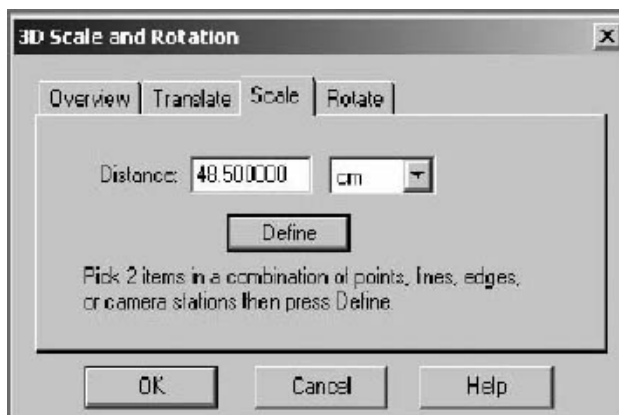 3D Scale and Rotation
Overview Translate Scale Rotate
Distance: 48.500000 cm
Define
Pick 2 items in a combination of points, lines, edges,
or camera stations then press Define
OK Cancel Help